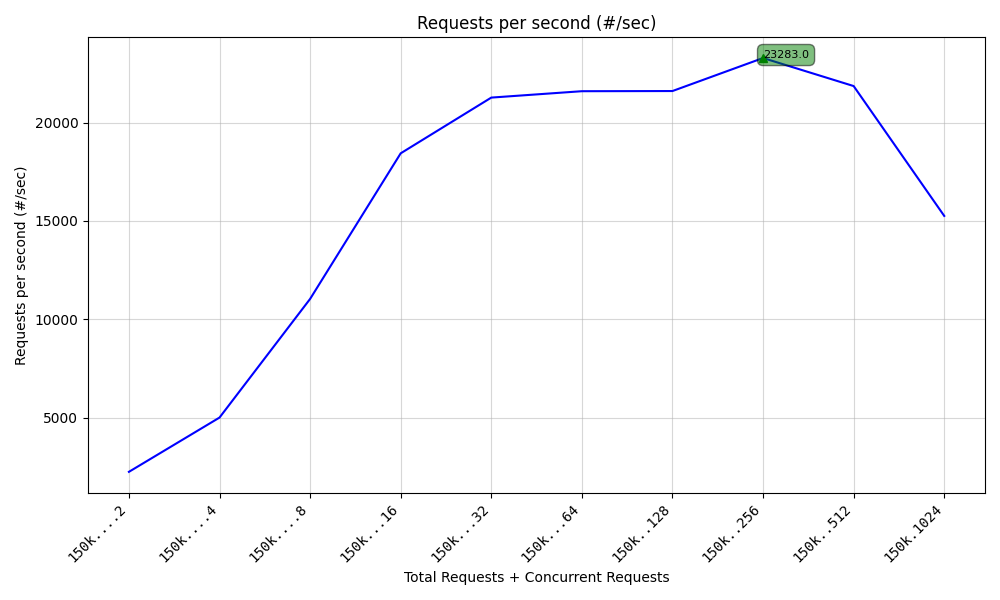 Requests per second (#/sec)
23283.0
Requests per second (#/sec)
20000
15000
10000
5000
150k....2
150k....4
150k....8
150k...16
150k...32
150k...64
150k..128
150k..256
150k..512
150k.1024
Total Requests + Concurrent Requests